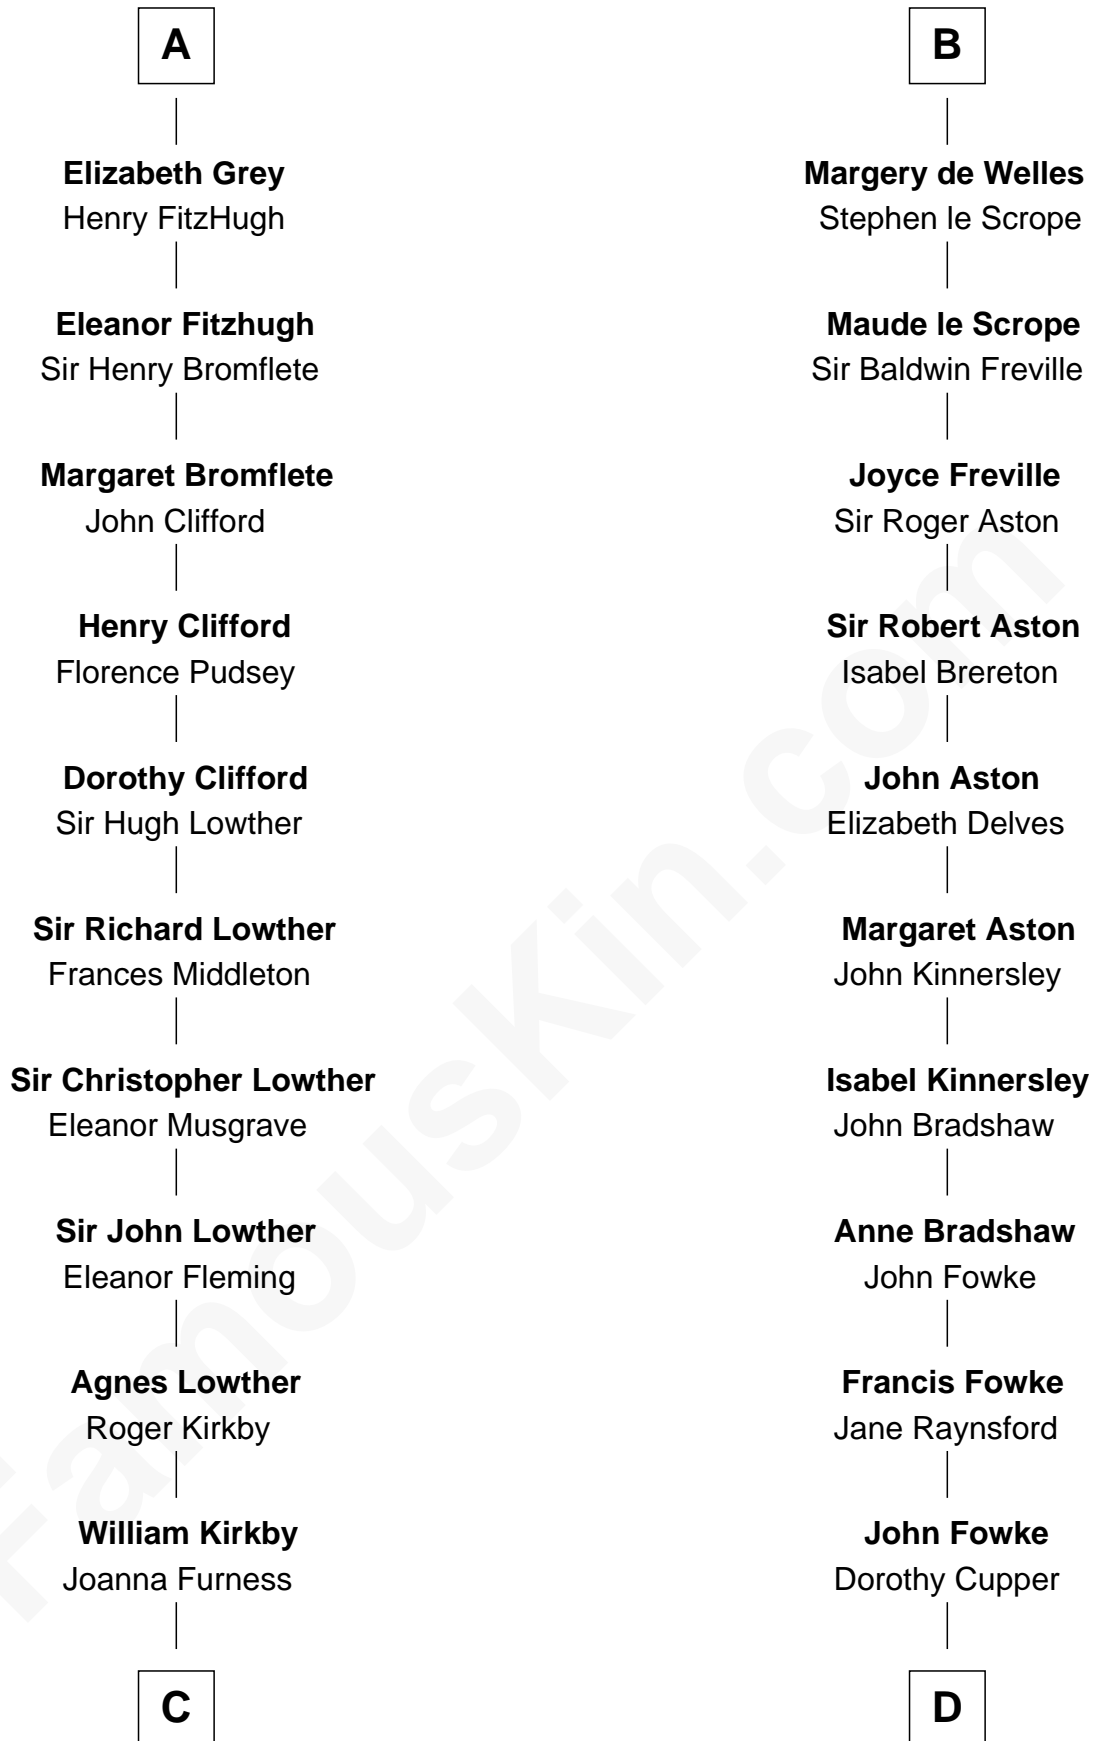 A
Elizabeth Grey
Henry FitzHugh
Eleanor Fitzhugh
Sir Henry Bromflete
Margaret Bromflete
John Clifford
Henry Clifford
Florence Pudsey
Dorothy Clifford
Sir Hugh Lowther
Sir Richard Lowther
Frances Middleton
Sir Christopher Lowther
Eleanor Musgrave
Sir John Lowther
Eleanor Fleming
Agnes Lowther
Roger Kirkby
William Kirkby
Joanna Furness
C
B
Margery de Welles
Stephen le Scrope
Maude le Scrope
Sir Baldwin Freville
Joyce Freville
Sir Roger Aston
Sir Robert Aston
Isabel Brereton
John Aston
Elizabeth Delves
Margaret Aston
John Kinnersley
Isabel Kinnersley
John Bradshaw
Anne Bradshaw
John Fowke
Francis Fowke
Jane Raynsford
John Fowke
Dorothy Cupper
D
FamousKin.com